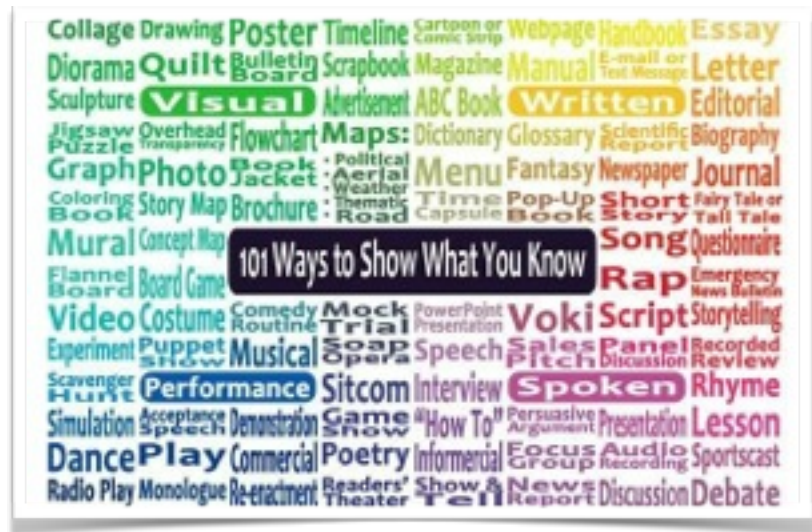 Collage Drawing Poster Timeline Cartoon or Comic Strip Webpage Handbook Essay
Diorama Quilt Bulletin Board Scrapbook Magazine Manual E-mail or Text Message Letter
Sculpture Visual Advertisement ABC Book Written Editorial
Jigsaw Puzzle Overhead Transparency Flowchart Maps: Dictionary Glossary Scientific Report Biography
Graph Photo Book Jacket · Political · Aerial · Weather · Thematic · Road Menu Fantasy Newspaper Journal
Coloring Book Story Map Brochure Time Capsule Pop-Up Book Short Story Fairy Tale or Tall Tale
Mural Concept Map 101 Ways to Show What You Know Song Questionnaire
Flannel Board Board Game Rap Emergency News Bulletin
Video Costume Comedy Routine Mock Trial PowerPoint Presentation Voki Script Storytelling
Experiment Puppet Show Musical Soap Opera Speech Sales Pitch Panel Discussion Recorded Review
Scavenger Hunt Performance Sitcom Interview Spoken Rhyme
Simulation Acceptance Speech Demonstration Game Show "How To" Persuasive Argument Presentation Lesson
Dance Play Commercial Poetry Informercial Focus Group Audio Recording Sportscast
Radio Play Monologue Re-enactment Readers' Theater Show & Tell News Report Discussion Debate